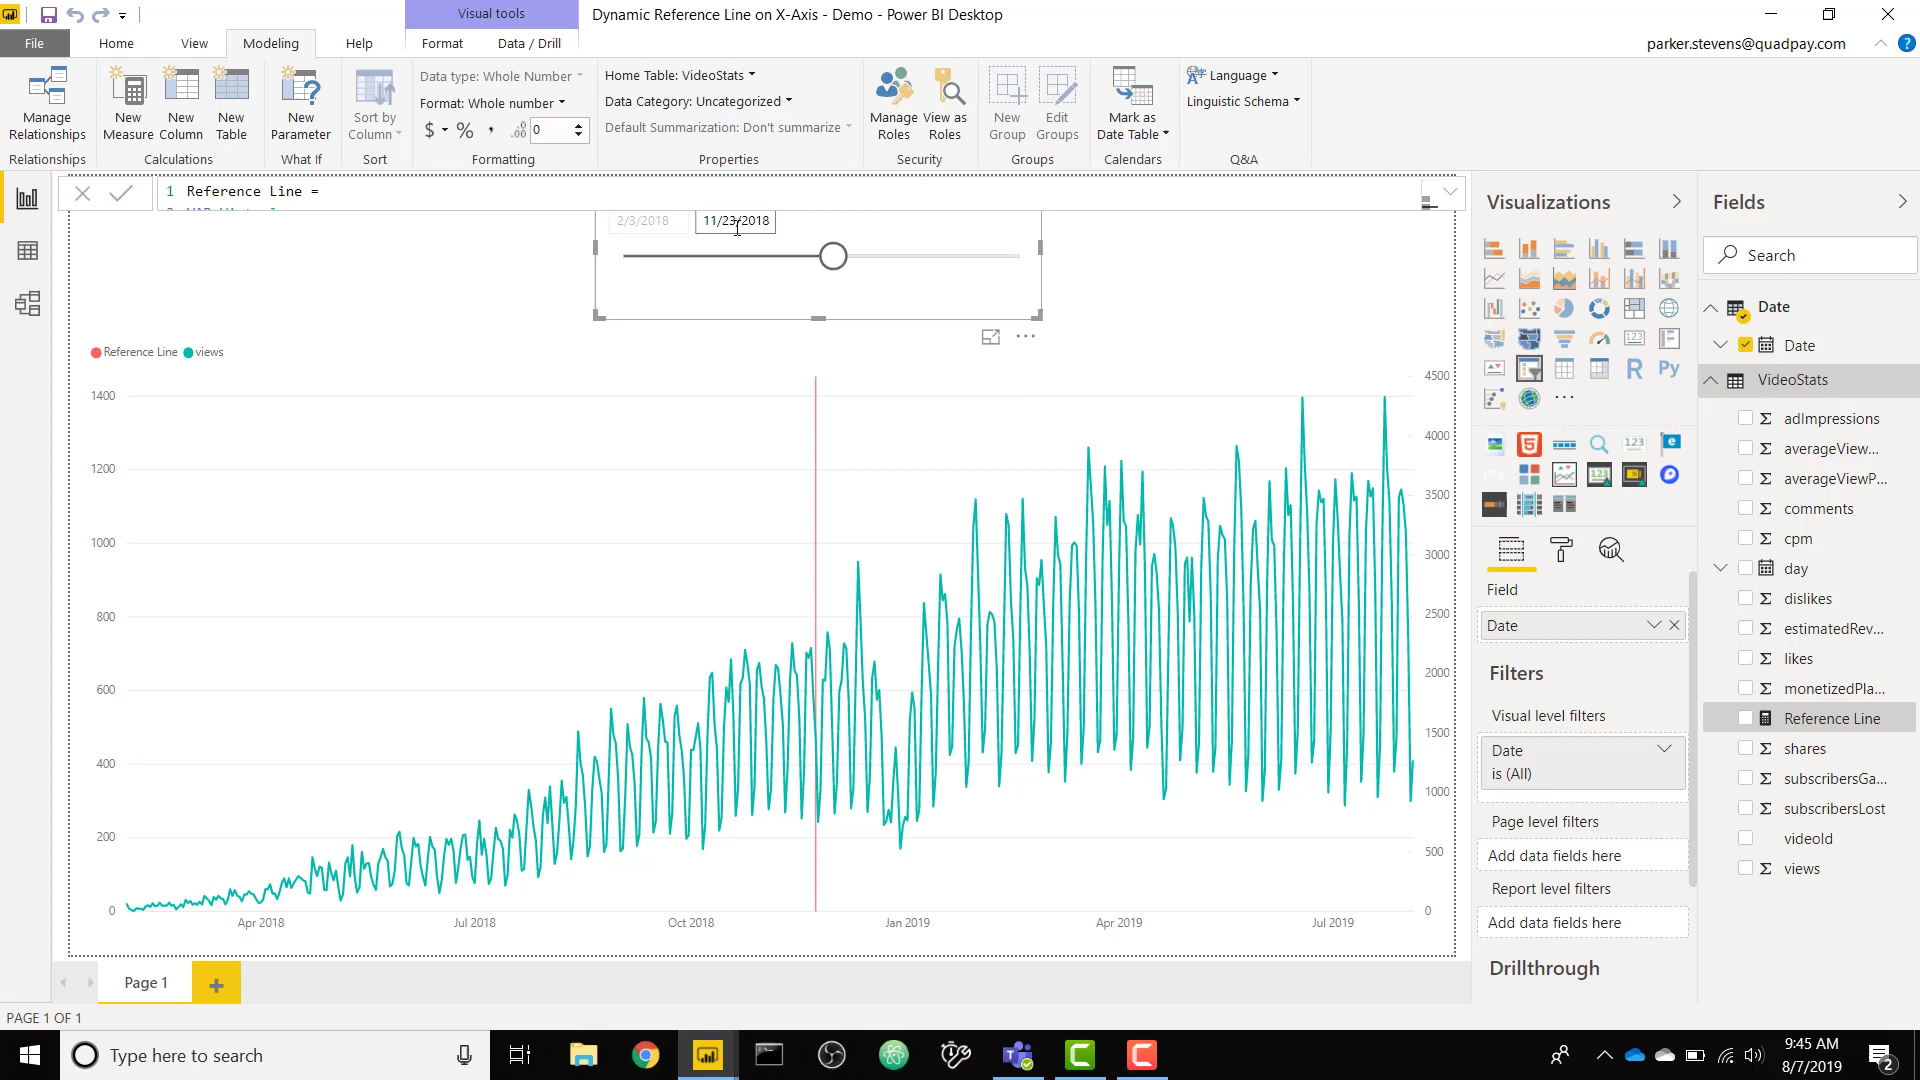 Visual tools
Dynamic Reference Line on X-Axis - Demo - Power BI Desktop
File
Home
View
Modeling
Help
Format
Data / Drill
parker.stevens@quadpay.com
?
Manage Relationships
New Measure
New Column
New Table
New Parameter
Sort by Column
Data type: Whole Number
Format: Whole number
$ % , .00 0
Home Table: VideoStats
Data Category: Uncategorized
Default Summarization: Don't summarize
Manage Roles
View as Roles
New Group
Edit Groups
Mark as Date Table
Language
Linguistic Schema
Relationships
Calculations
What If
Sort
Formatting
Properties
Security
Groups
Calendars
Q&A
1 Reference Line =
2/3/2018
11/23/2018
Reference Line
views
1400
1200
1000
800
600
400
200
0
4500
4000
3500
3000
2500
2000
1500
1000
500
0
Apr 2018
Jul 2018
Oct 2018
Jan 2019
Apr 2019
Jul 2019
Visualizations
R
Py
123
5
123
e
123
Field
Date
Filters
Visual level filters
Date
is (All)
Page level filters
Add data fields here
Report level filters
Add data fields here
Drillthrough
Fields
Search
Date
Date
VideoStats
adImpressions
averageView...
averageViewP...
comments
cpm
day
dislikes
estimatedRev...
likes
monetizedPla...
Reference Line
shares
subscribersGa...
subscribersLost
videoId
views
Page 1
PAGE 1 OF 1
Type here to search
9:45 AM
8/7/2019
2